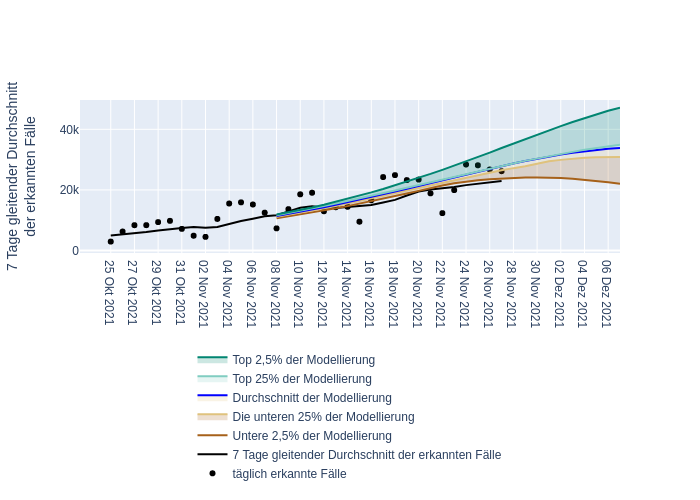 7 Tage gleitender Durchschnitt
der erkannten Fälle
40k
20k
0
25 Okt 2021
27 Okt 2021
29 Okt 2021
31 Okt 2021
02 Nov 2021
04 Nov 2021
06 Nov 2021
08 Nov 2021
10 Nov 2021
12 Nov 2021
14 Nov 2021
16 Nov 2021
18 Nov 2021
20 Nov 2021
22 Nov 2021
24 Nov 2021
26 Nov 2021
28 Nov 2021
30 Nov 2021
02 Dez 2021
04 Dez 2021
06 Dez 2021
Top 2,5% der Modellierung
Top 25% der Modellierung
Durchschnitt der Modellierung
Die unteren 25% der Modellierung
Untere 2,5% der Modellierung
7 Tage gleitender Durchschnitt der erkannten Fälle
täglich erkannte Fälle